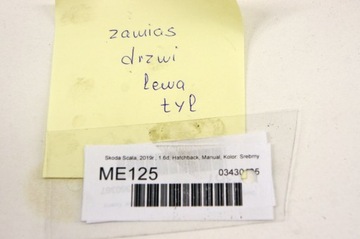 zawias
drzwi
lewa
tył
Skoda Scala, 2019r., 1.6d, Hatchback, Manual, Kolor: Srebrny
ME125